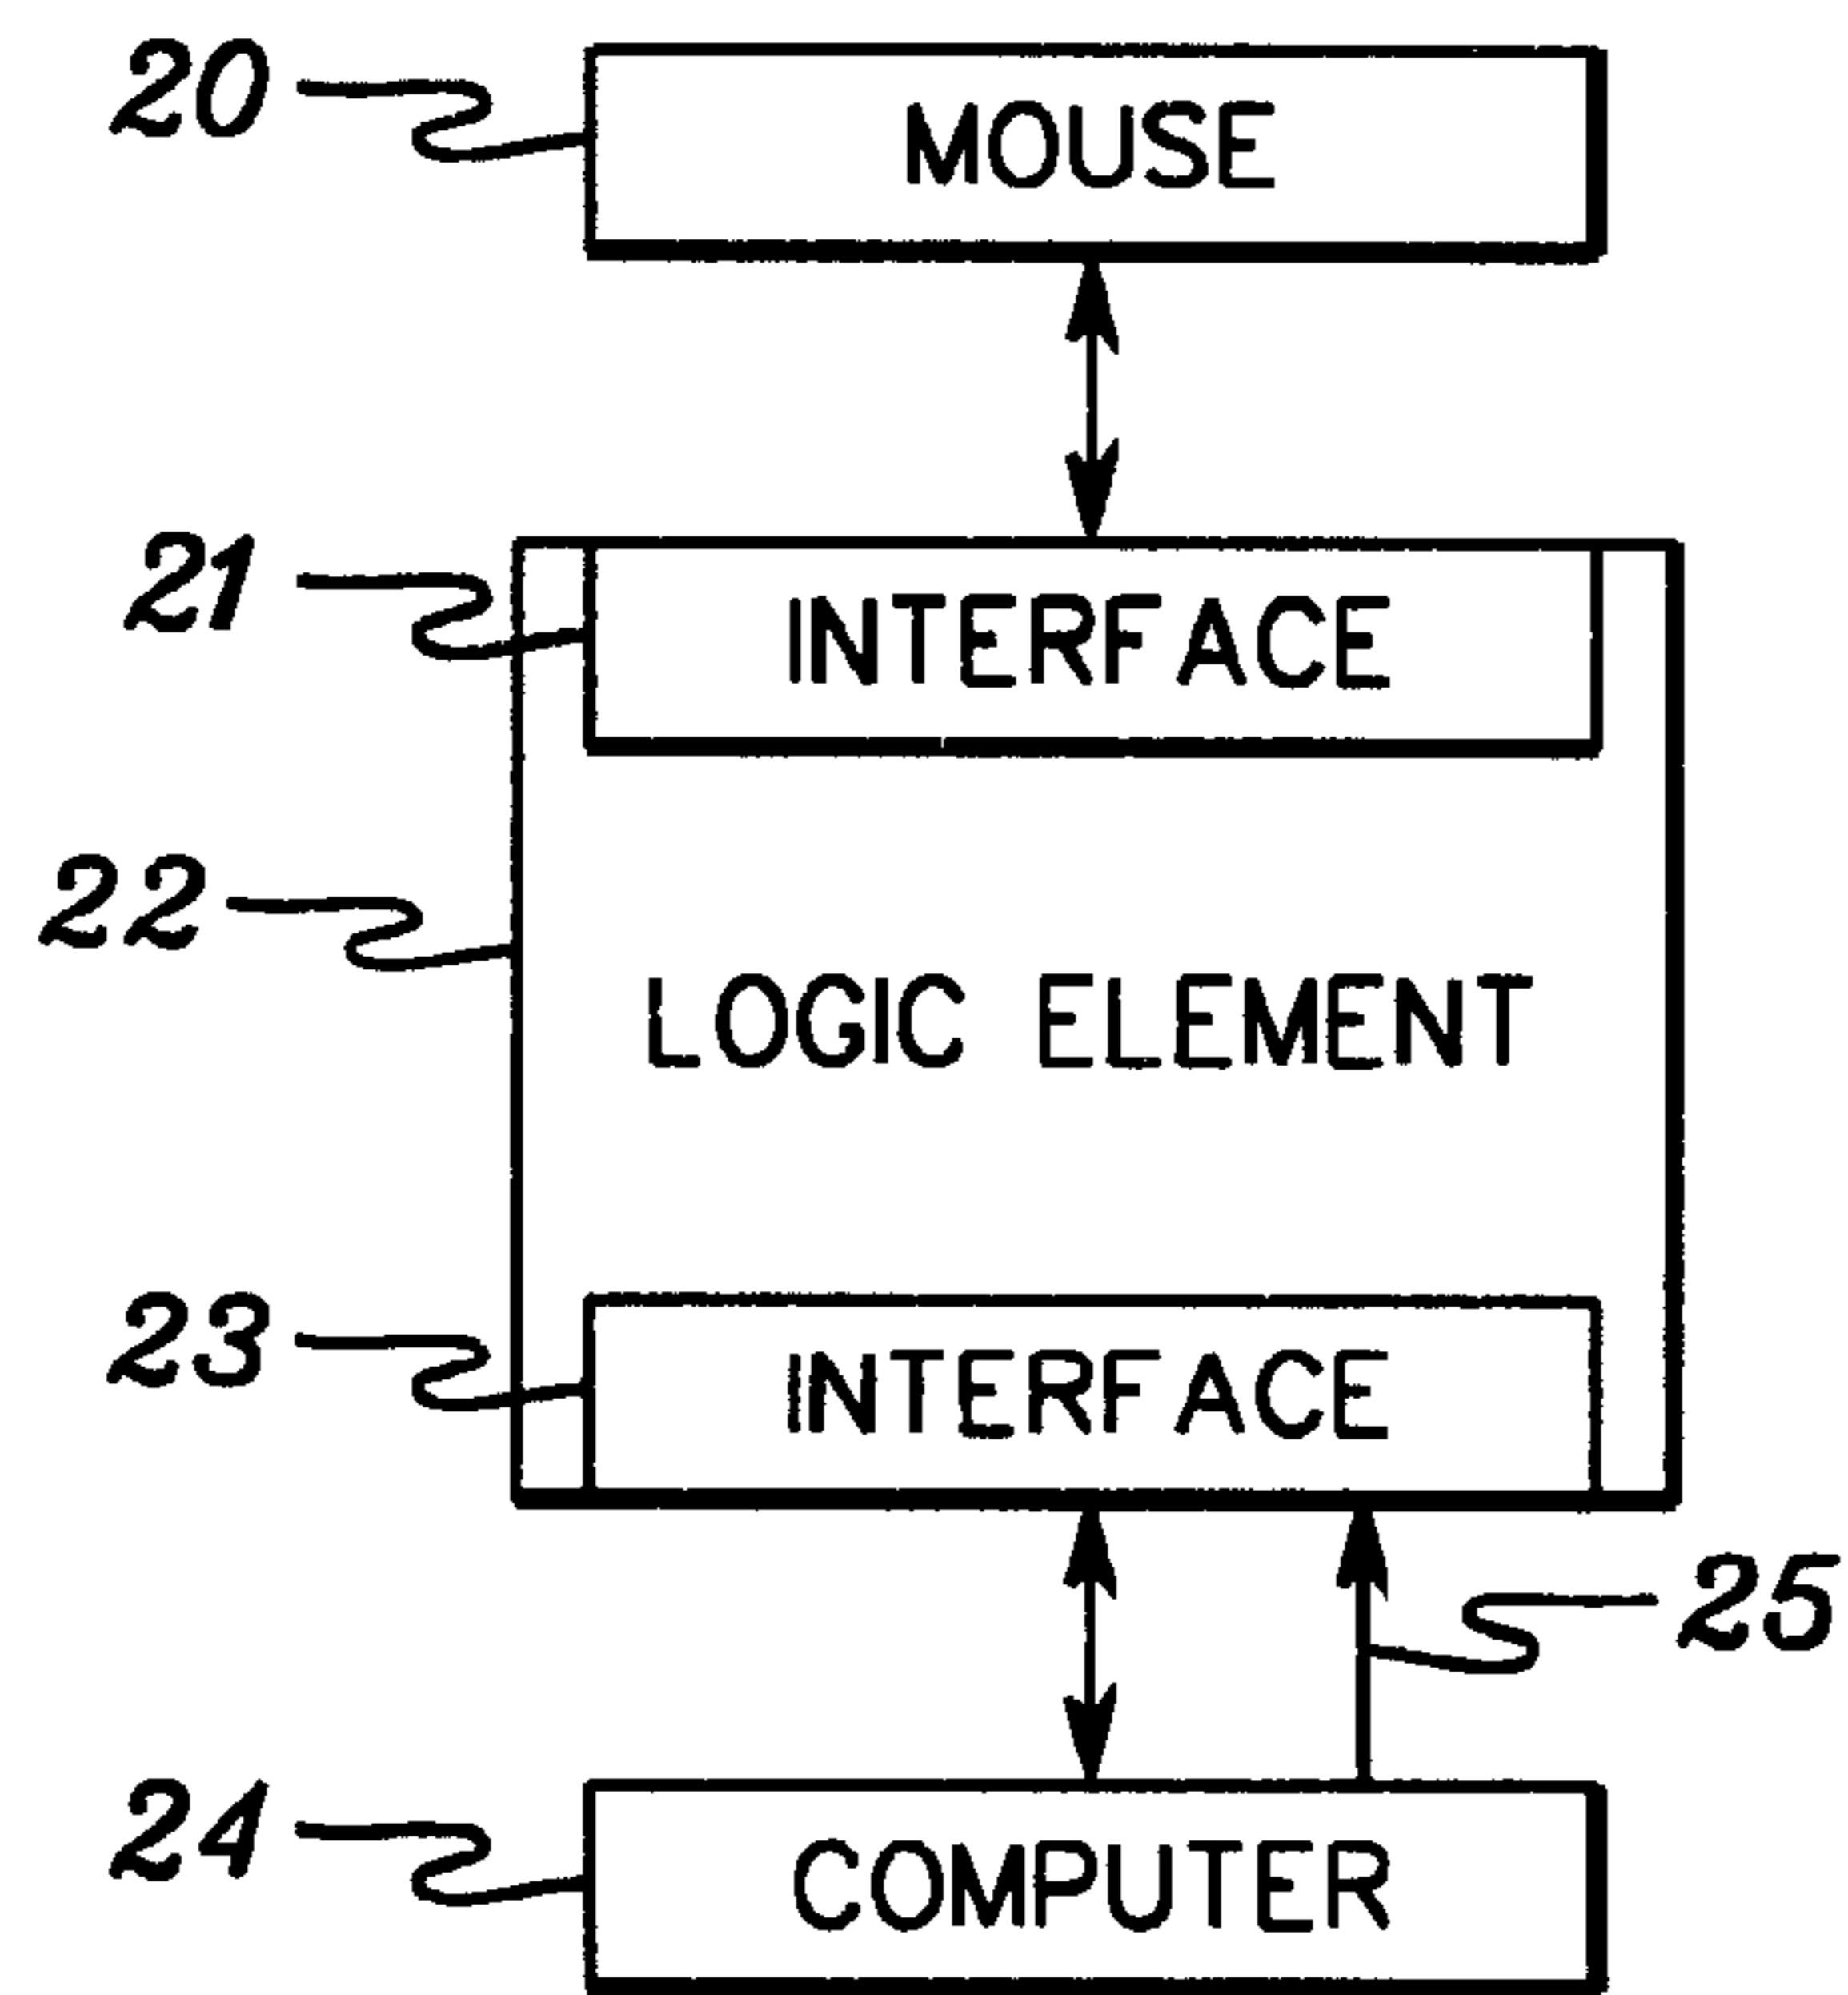 20
MOUSE
21
INTERFACE
22
LOGIC ELEMENT
23
INTERFACE
25
24
COMPUTER